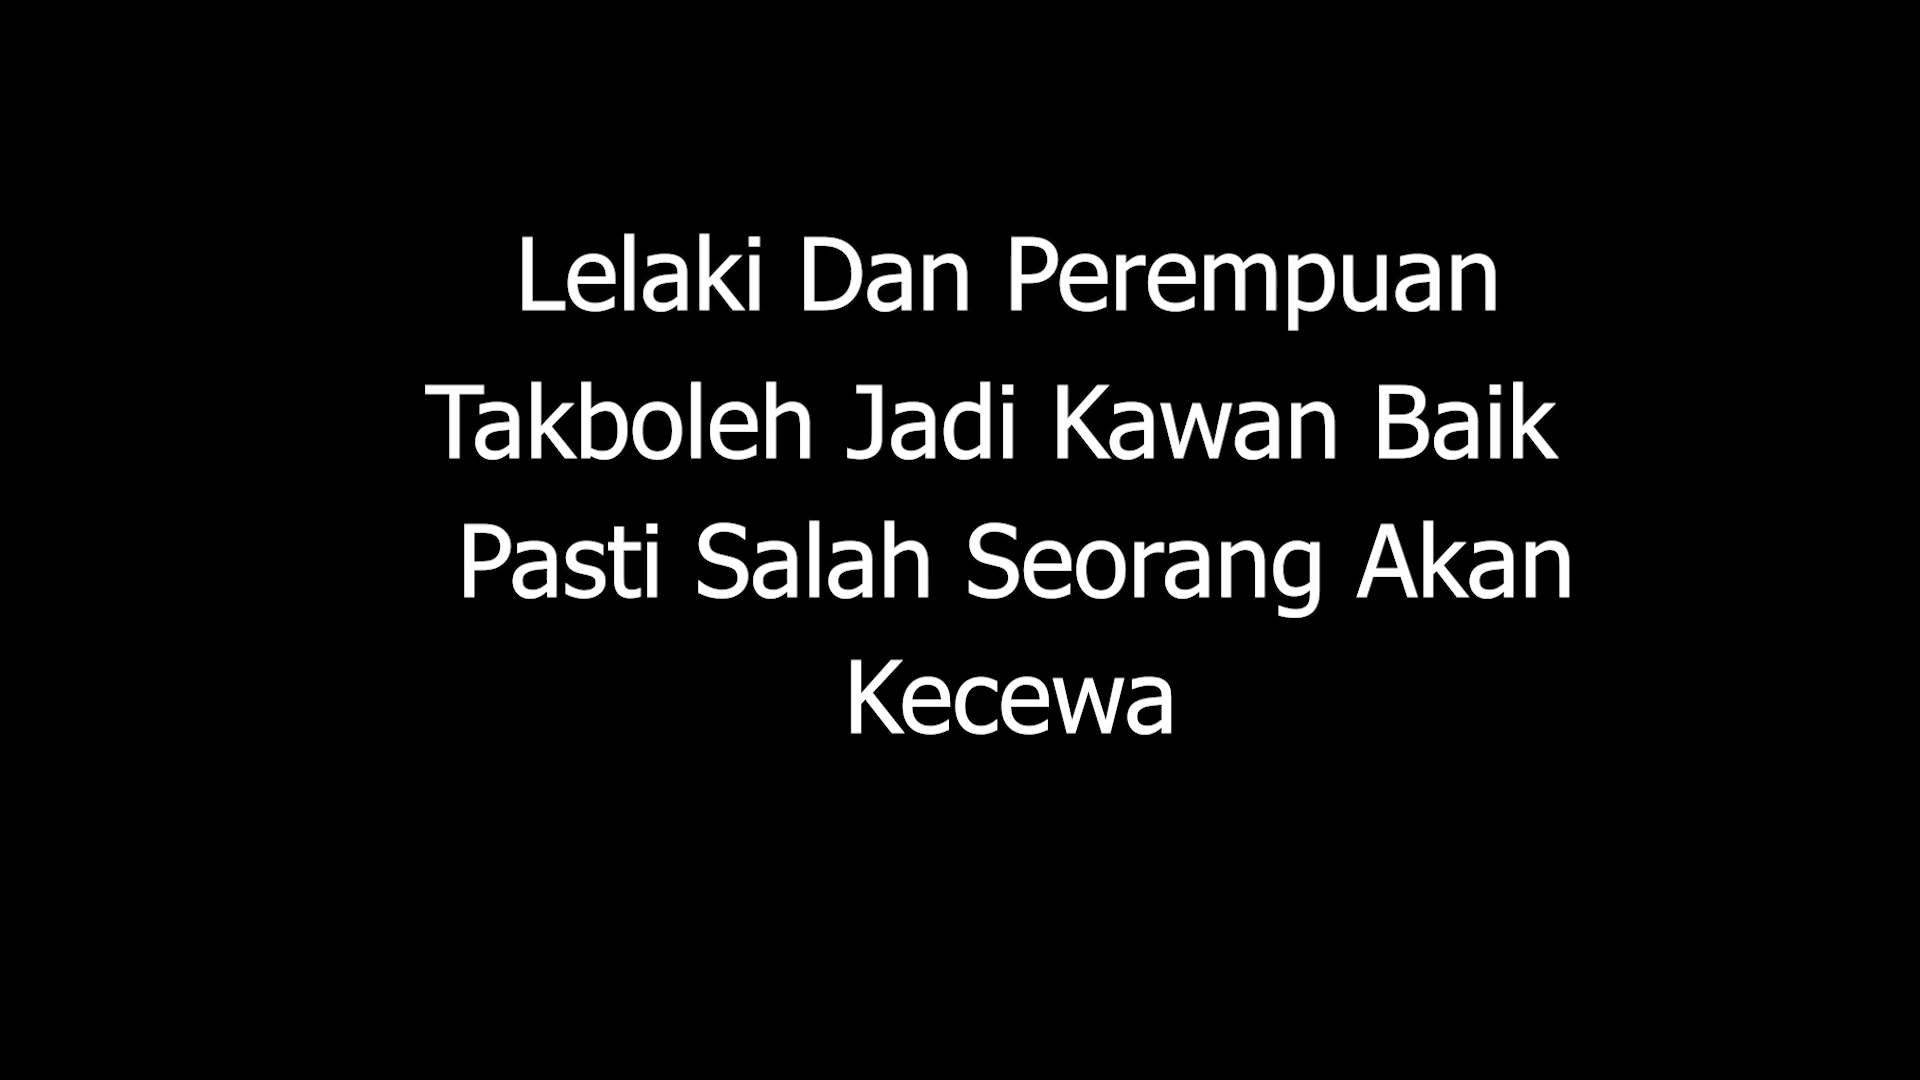 Lelaki Dan Perempuan
Takboleh Jadi Kawan Baik
Pasti Salah Seorang Akan
Kecewa